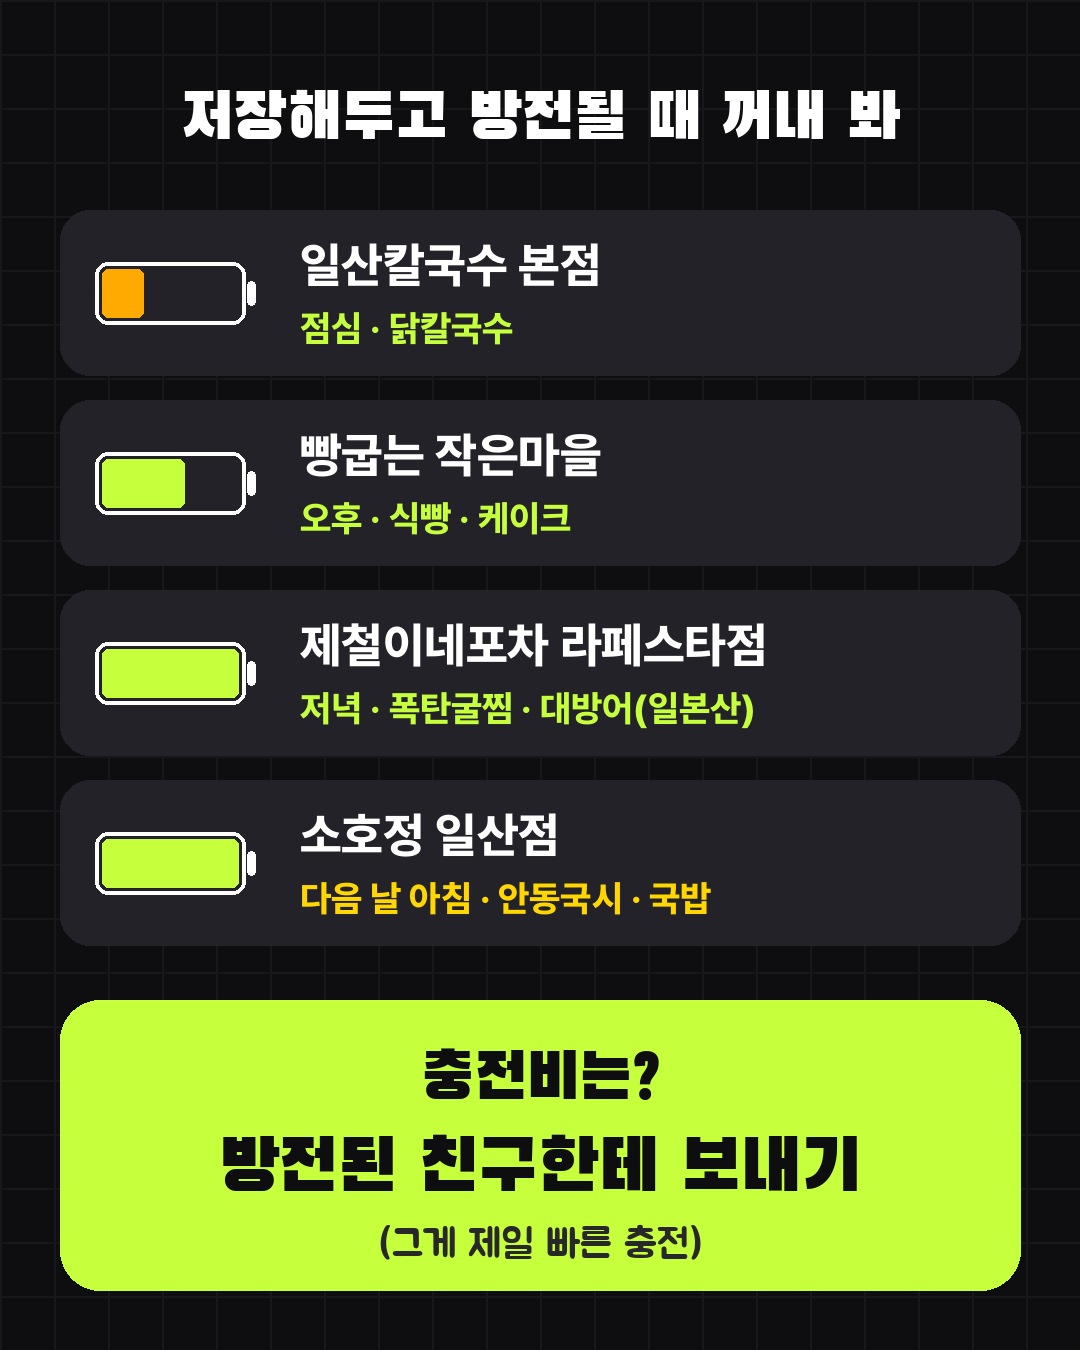 저장해두고 방전될 때 꺼내 봐
일산칼국수 본점
점심 · 닭칼국수
빵굽는 작은마을
오후 · 식빵 · 케이크
제철이네포차 라페스타점
저녁 · 폭탄굴찜 · 대방어(일본산)
소호정 일산점
다음 날 아침 · 안동국시 · 국밥
충전비는?
방전된 친구한테 보내기
(그게 제일 빠른 충전)